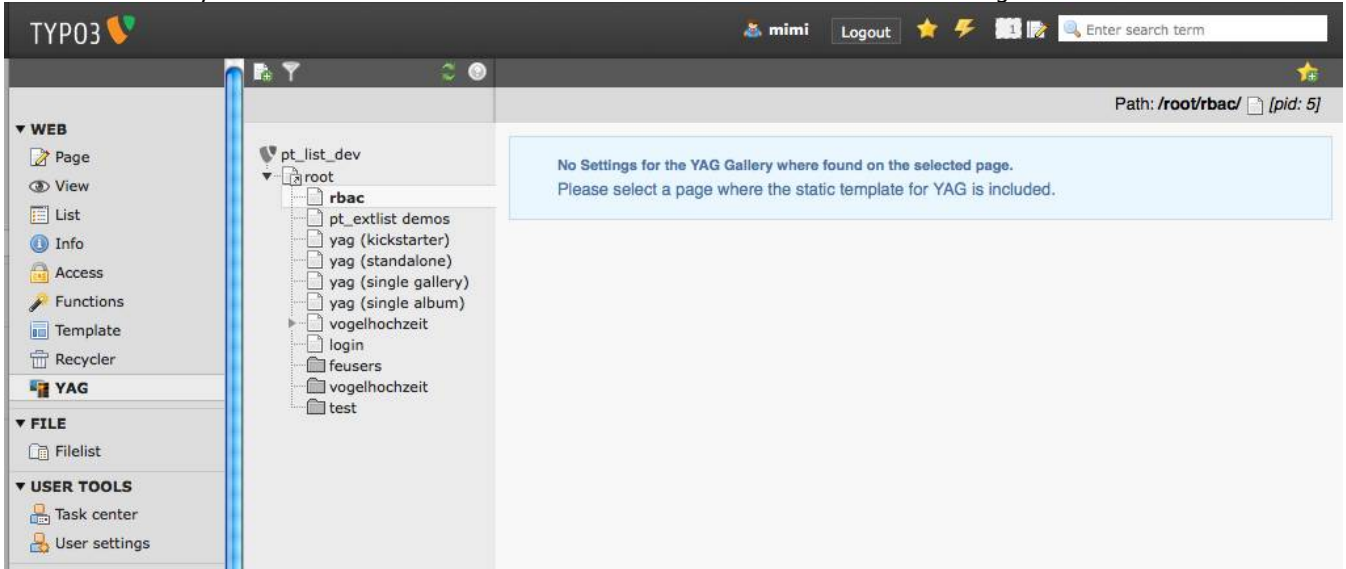 TYPO3
mimi
Logout
1
Enter search term
Path: /root/rbac/ [pid: 5]
WEB
Page
View
List
Info
Access
Functions
Template
Recycler
YAG
FILE
Filelist
USER TOOLS
Task center
User settings
pt_list_dev
root
rbac
pt_extlist demos
yag (kickstarter)
yag (standalone)
yag (single gallery)
yag (single album)
vogelhochzeit
login
feusers
vogelhochzeit
test
No Settings for the YAG Gallery where found on the selected page.
Please select a page where the static template for YAG is included.